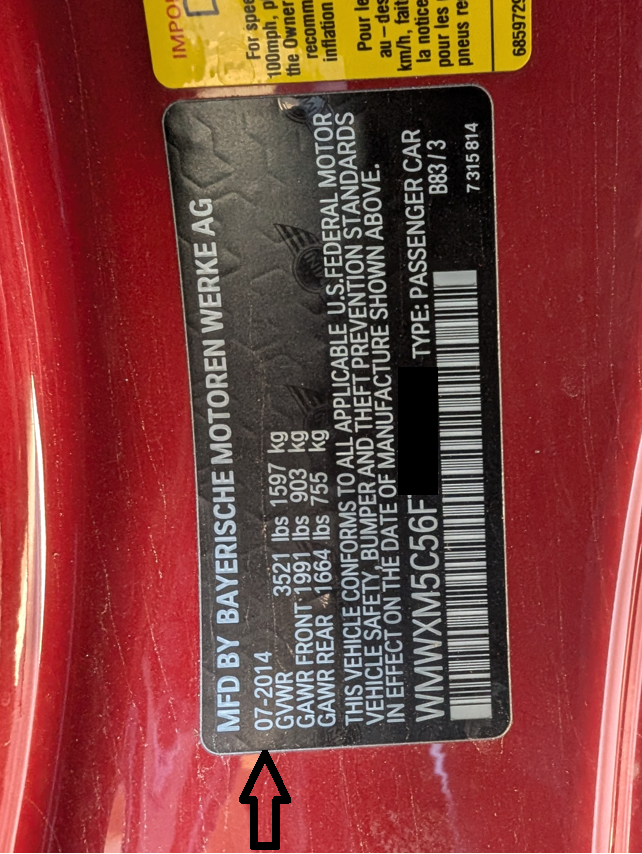 IMPOR
For spee
100mph, p
the Owner
recomm
inflation
Pour le
au - des
km/h, fait
la notice
pour les
pneus re
6859729
MFD BY BAYERISCHE MOTOREN WERKE AG
07-2014
GVWR 3521 lbs 1597 kg
GAWR FRONT 1991 lbs 903 kg
GAWR REAR 1664 lbs 755 kg
THIS VEHICLE CONFORMS TO ALL APPLICABLE U.S.FEDERAL MOTOR
VEHICLE SAFETY, BUMPER AND THEFT PREVENTION STANDARDS
IN EFFECT ON THE DATE OF MANUFACTURE SHOWN ABOVE.
WMWXM5C56F TYPE: PASSENGER CAR
B83/3
7 315 814